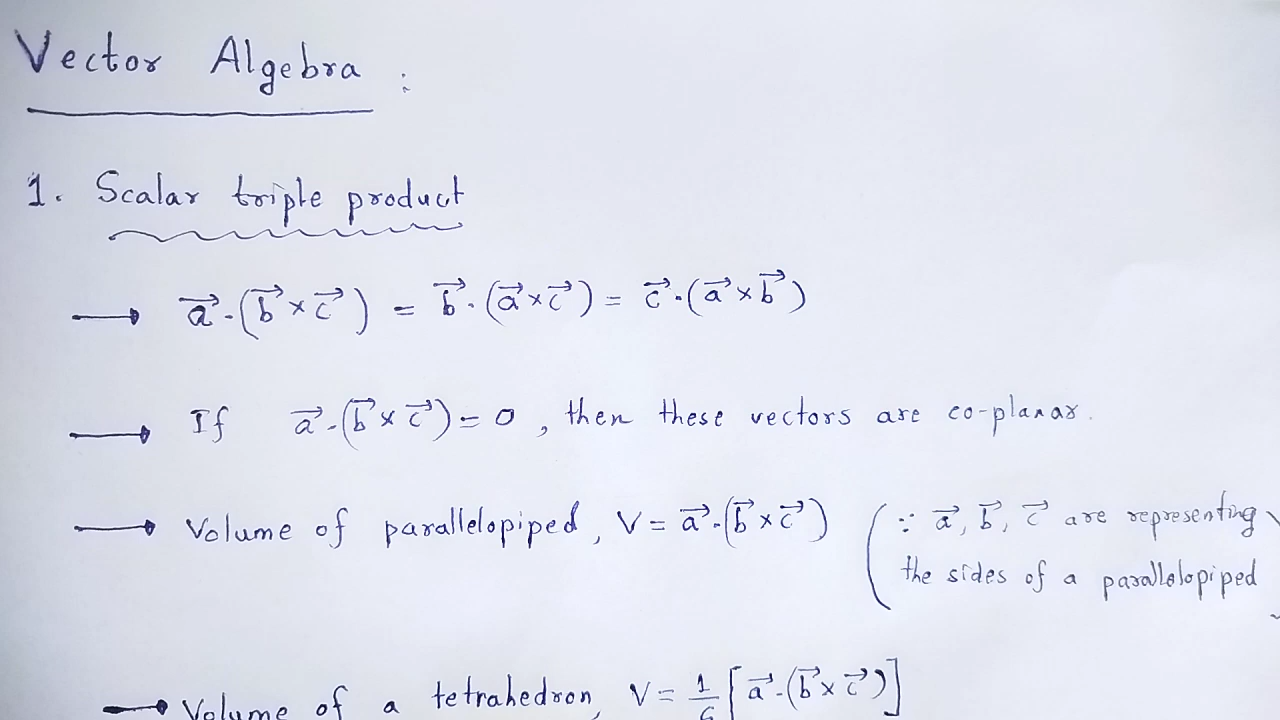 Vector Algebra :
1. Scalar triple product
→ a⃗ · (b⃗ × c⃗) = b⃗ · (a⃗ × c⃗) = c⃗ · (a⃗ × b⃗)
→ If a⃗ · (b⃗ × c⃗) = 0, then these vectors are co-planar.
→ Volume of parallelopiped, V = a⃗ · (b⃗ × c⃗) (∵ a⃗, b⃗, c⃗ are representing
the sides of a parallelopiped
→ Volume of a tetrahedron, V = 1/6 [a⃗ · (b⃗ × c⃗)]